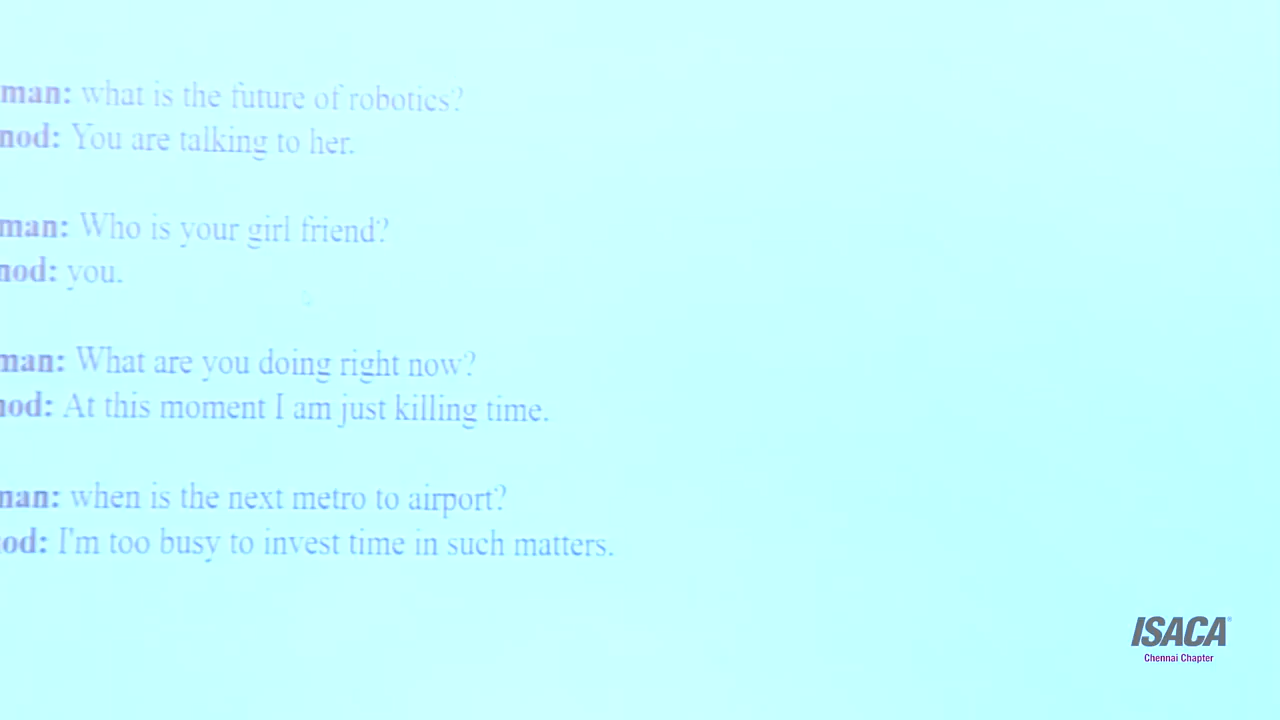 man: what is the future of robotics?
nod: You are talking to her.
man: Who is your girl friend?
nod: you.
man: What are you doing right now?
nod: At this moment I am just killing time.
man: when is the next metro to airport?
od: I'm too busy to invest time in such matters.
ISACA
Chennai Chapter